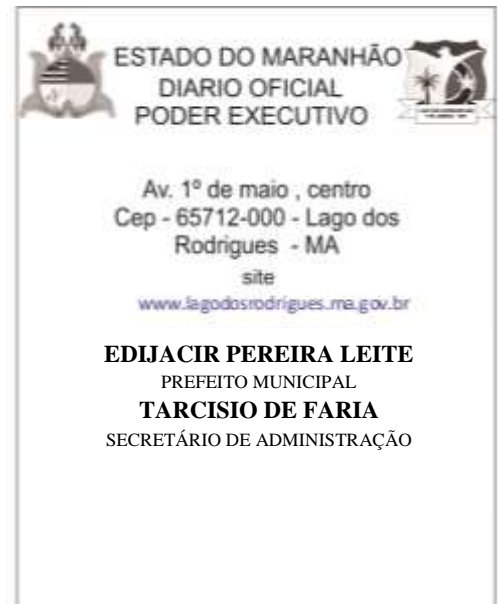 ESTADO DO MARANHÃO
DIARIO OFICIAL
PODER EXECUTIVO
Av. 1º de maio , centro
Cep - 65712-000 - Lago dos
Rodrigues - MA
site
www.lagodosrodrigues.ma.gov.br
EDIJACIR PEREIRA LEITE
PREFEITO MUNICIPAL
TARCISIO DE FARIA
SECRETÁRIO DE ADMINISTRAÇÃO